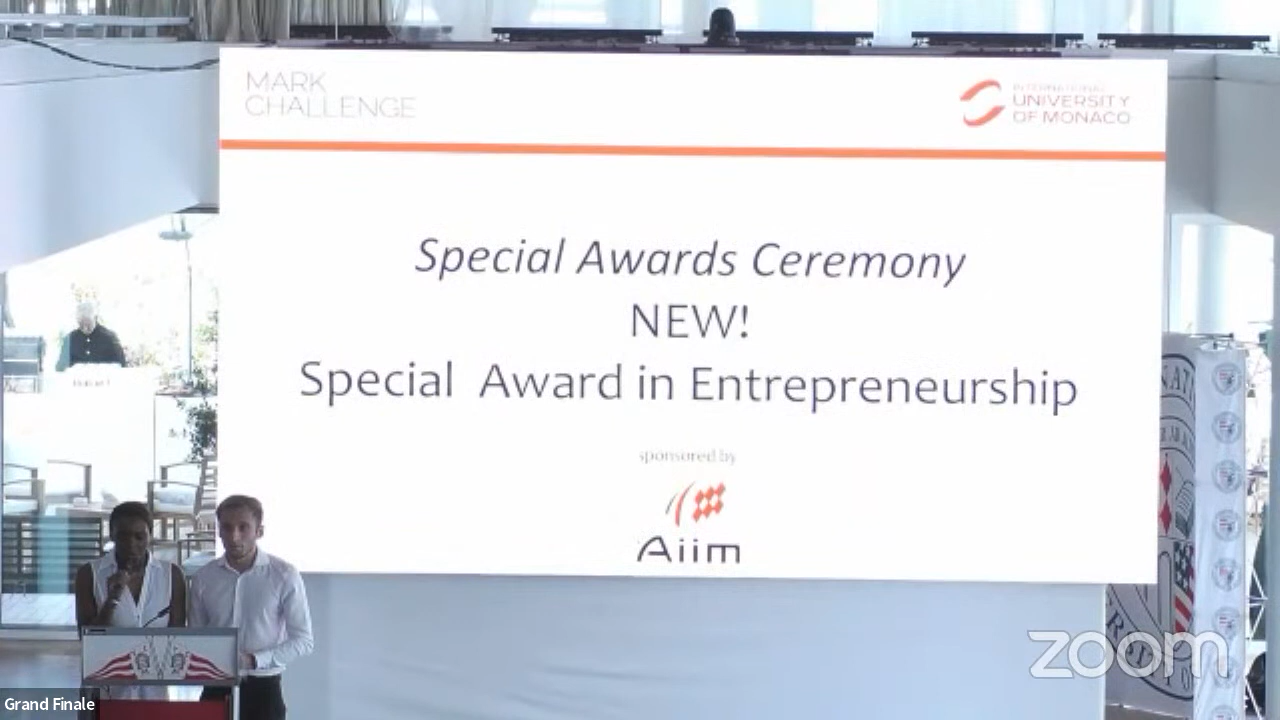 MARK
CHALLENGE
INTERNATIONAL
UNIVERSITY
OF MONACO
Special Awards Ceremony
NEW!
Special Award in Entrepreneurship
sponsored by
Aiim
zoom
Grand Finale